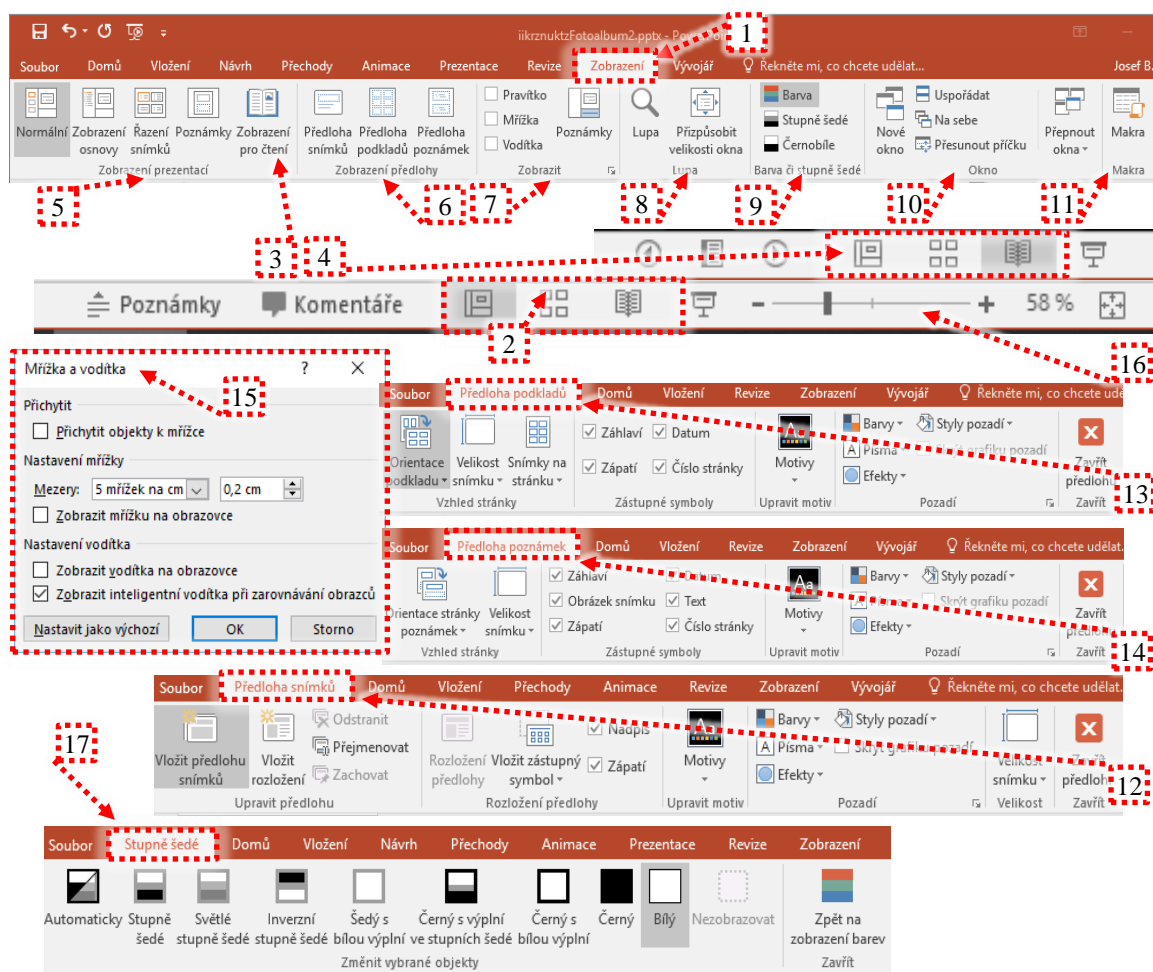 iikrznuktzFotoalbum2.pptx - Pow
1
Soubor Domů Vložení Návrh Přechody Animace Prezentace Revize Zobrazení Vývojář Řekněte mi, co chcete udělat... Josef B.
Pravítko
Mřížka
Vodítka
Barva
Stupně šedé
Černobíle
Uspořádat
Na sebe
Přesunout příčku
Normální Zobrazení osnovy Řazení snímků Poznámky Zobrazení pro čtení Předloha snímků Předloha podkladů Předloha poznámek Poznámky Lupa Přizpůsobit velikosti okna Nové okno Přepnout okna Makra
Zobrazení prezentací Zobrazení předlohy Zobrazit Lupa Barva či stupně šedé Okno Makra
5 6 7 8 9 10 11
3 4
Poznámky Komentáře 58 %
2
16
Mřížka a vodítka ? ×
15
Přichytit
Přichytit objekty k mřížce
Nastavení mřížky
Mezery: 5 mřížek na cm 0,2 cm
Zobrazit mřížku na obrazovce
Nastavení vodítka
Zobrazit vodítka na obrazovce
Zobrazit inteligentní vodítka při zarovnávání obrazců
Nastavit jako výchozí OK Storno
Soubor Předloha podkladů Domů Vložení Revize Zobrazení Vývojář Řekněte mi, co chcete udě
Orientace podkladu Velikost snímku Snímky na stránku
Záhlaví Datum
Zápatí Číslo stránky
Motivy
Barvy Styly pozadí
Písma Skrýt grafiku pozadí
Efekty
Zavřít předlohu
Vzhled stránky Zástupné symboly Upravit motiv Pozadí Zavřít
13
Soubor Předloha poznámek Domů Vložení Revize Zobrazení Vývojář Řekněte mi, co chcete udělat.
Orientace stránky poznámek Velikost snímku
Záhlaví Datum
Obrázek snímku Text
Zápatí Číslo stránky
Motivy
Barvy Styly pozadí
Písma Skrýt grafiku pozadí
Efekty
Zavřít předlohu
Vzhled stránky Zástupné symboly Upravit motiv Pozadí Zavřít
14
Soubor Předloha snímků Domů Vložení Přechody Animace Revize Zobrazení Vývojář Řekněte mi, co chcete udělat.
17
Vložit předlohu snímků Vložit rozložení
Odstranit
Přejmenovat
Zachovat
Rozložení předlohy Vložit zástupný symbol
Nadpis
Zápatí
Motivy
Barvy Styly pozadí
Písma Skrýt grafiku pozadí
Efekty
Velikost snímku
Zavřít předloh
Upravit předlohu Rozložení předlohy Upravit motiv Pozadí Velikost Zavřít
12
Soubor Stupně šedé Domů Vložení Návrh Přechody Animace Prezentace Revize Zobrazení
Automaticky Stupně Světlé Inverzní Šedý s Černý s výplní Černý s Černý Bílý Nezobrazovat Zpět na
šedé stupně šedé stupně šedé bílou výplní ve stupních šedé bílou výplní zobrazení barev
Změnit vybrané objekty Zavřít